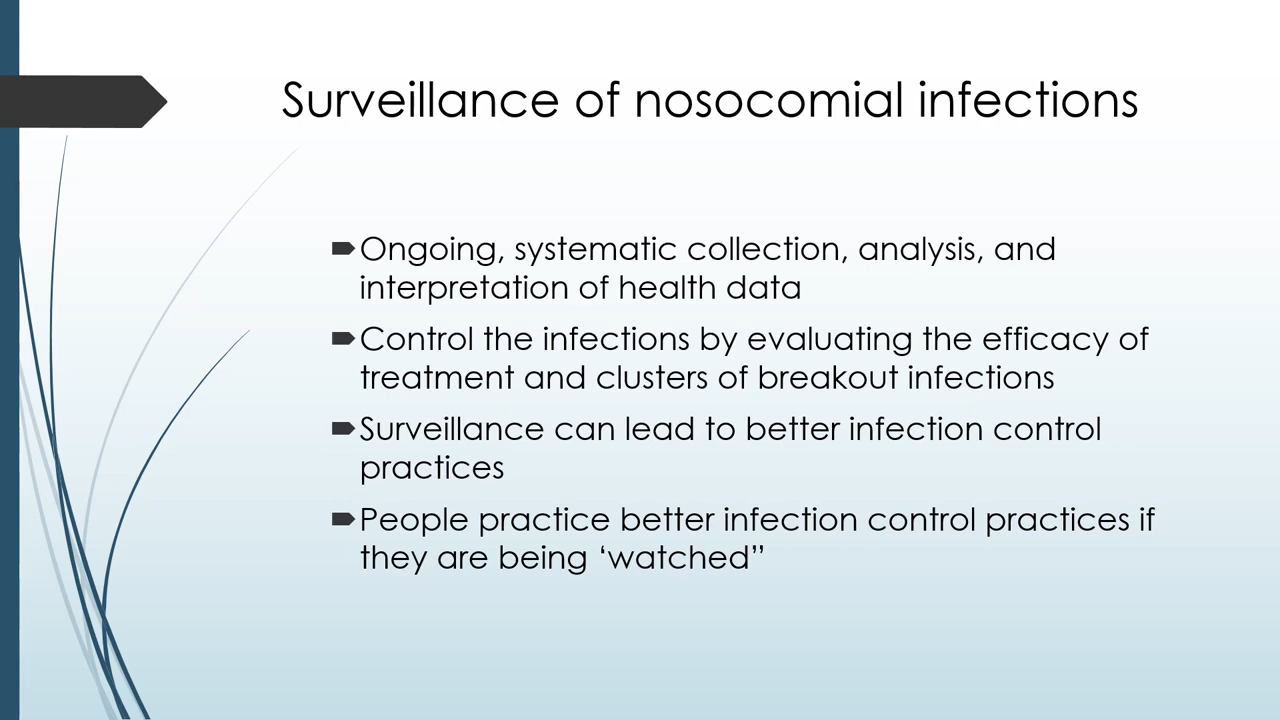 Surveillance of nosocomial infections
Ongoing, systematic collection, analysis, and
interpretation of health data
Control the infections by evaluating the efficacy of
treatment and clusters of breakout infections
Surveillance can lead to better infection control
practices
People practice better infection control practices if
they are being ‘watched”